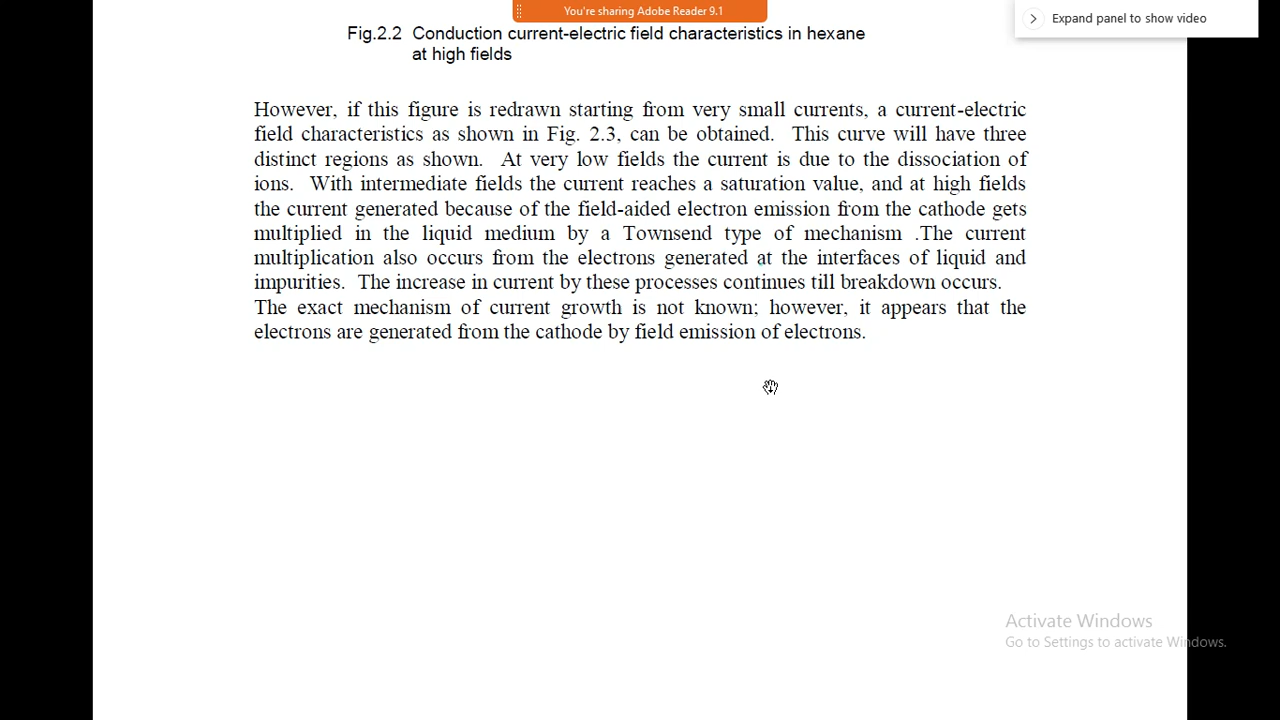 You're sharing Adobe Reader 9.1
Expand panel to show video
Fig.2.2 Conduction current-electric field characteristics in hexane
at high fields
However, if this figure is redrawn starting from very small currents, a current-electric
field characteristics as shown in Fig. 2.3, can be obtained. This curve will have three
distinct regions as shown. At very low fields the current is due to the dissociation of
ions. With intermediate fields the current reaches a saturation value, and at high fields
the current generated because of the field-aided electron emission from the cathode gets
multiplied in the liquid medium by a Townsend type of mechanism .The current
multiplication also occurs from the electrons generated at the interfaces of liquid and
impurities. The increase in current by these processes continues till breakdown occurs.
The exact mechanism of current growth is not known; however, it appears that the
electrons are generated from the cathode by field emission of electrons.
Activate Windows
Go to Settings to activate Windows.